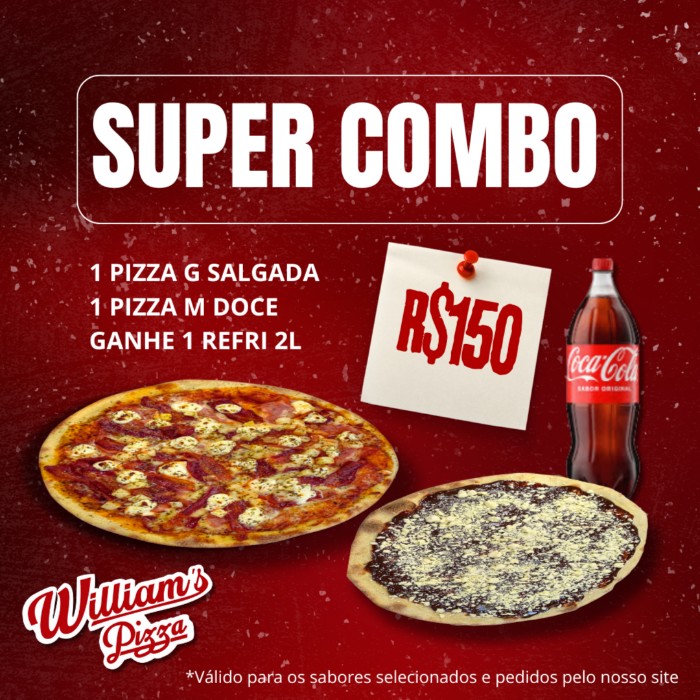 SUPER COMBO
1 PIZZA G SALGADA
1 PIZZA M DOCE
GANHE 1 REFRI 2L
R$150
Coca-Cola
SABOR ORIGINAL
William's
Pizza
*Válido para os sabores selecionados e pedidos pelo nosso site